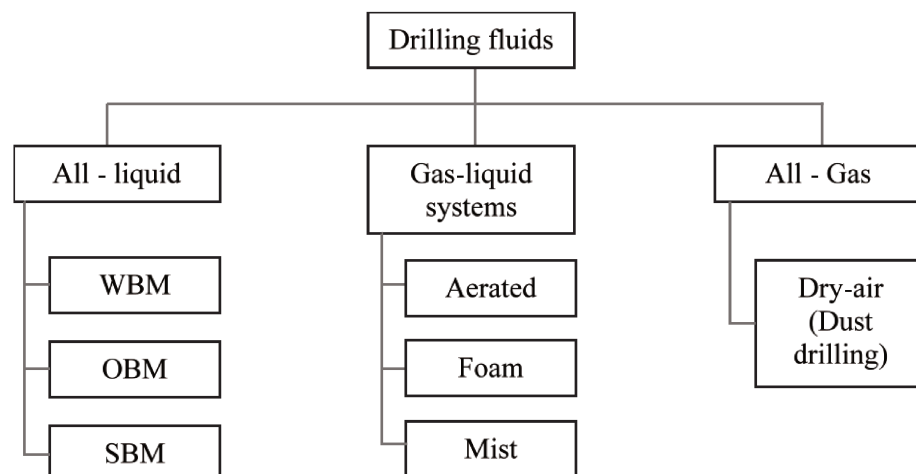 Drilling fluids
All - liquid
WBM
OBM
SBM
Gas-liquid
systems
Aerated
Foam
Mist
All - Gas
Dry-air
(Dust
drilling)